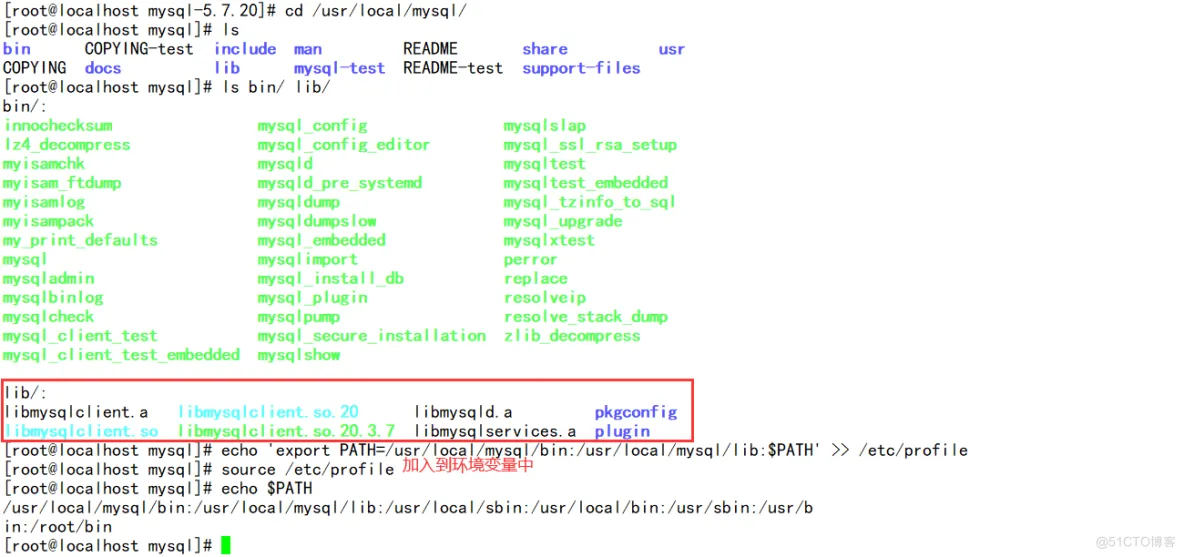 [root@localhost mysql-5.7.20]# cd /usr/local/mysql/
[root@localhost mysql]# ls
bin COPYING-test include man README share usr
COPYING docs lib mysql-test README-test support-files
[root@localhost mysql]# ls bin/ lib/
bin/:
innochecksum mysql_config mysqlslap
lz4_decompress mysql_config_editor mysql_ssl_rsa_setup
myisamchk mysqld mysqltest
myisam_ftdump mysqld_pre_systemd mysqltest_embedded
myisamlog mysqldump mysql_tzinfo_to_sql
myisampack mysqldumpslow mysql_upgrade
my_print_defaults mysql_embedded mysqlxtest
mysql mysqlimport perror
mysqladmin mysql_install_db replace
mysqlbinlog mysql_plugin resolveip
mysqlcheck mysqlpump resolve_stack_dump
mysql_client_test mysql_secure_installation zlib_decompress
mysql_client_test_embedded mysqlshow
lib/:
libmysqlclient.a libmysqlclient.so.20 libmysqld.a pkgconfig
libmysqlclient.so libmysqlclient.so.20.3.7 libmysqlservices.a plugin
[root@localhost mysql]# echo 'export PATH=/usr/local/mysql/bin:/usr/local/mysql/lib:$PATH' >> /etc/profile
[root@localhost mysql]# source /etc/profile 加入到环境变量中
[root@localhost mysql]# echo $PATH
/usr/local/mysql/bin:/usr/local/mysql/lib:/usr/local/sbin:/usr/local/bin:/usr/sbin:/usr/b
in:/root/bin
[root@localhost mysql]#
@51CTO博客